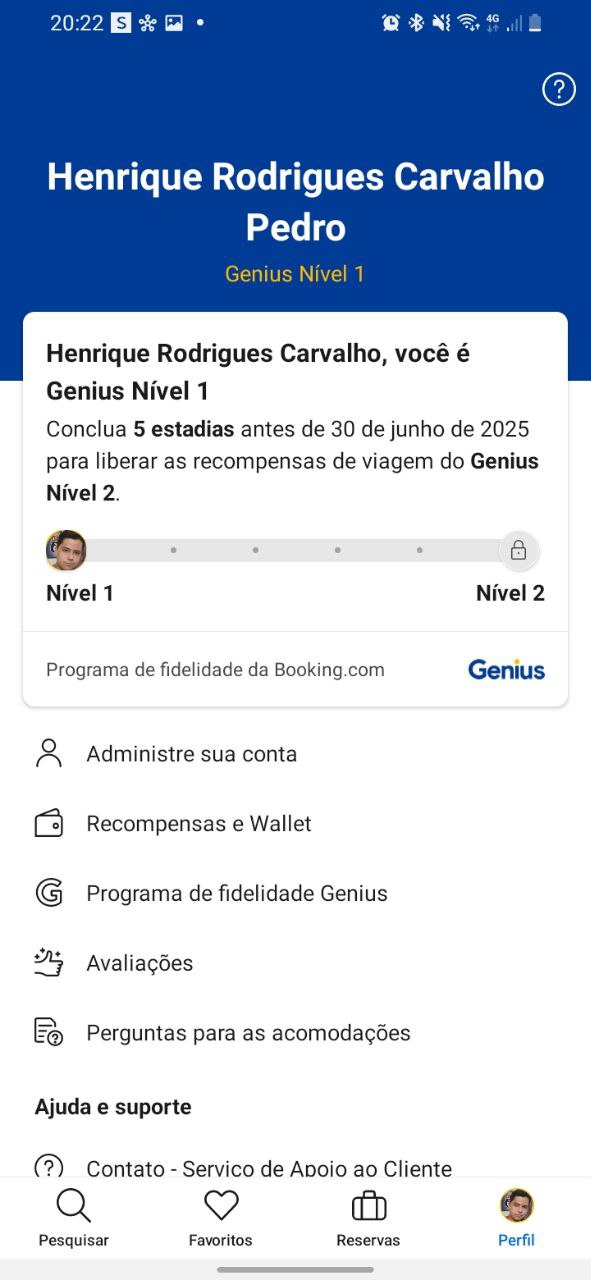 20:22 S
4G
?
Henrique Rodrigues Carvalho
Pedro
Genius Nível 1
Henrique Rodrigues Carvalho, você é
Genius Nível 1
Conclua 5 estadias antes de 30 de junho de 2025
para liberar as recompensas de viagem do Genius
Nível 2.
Nível 1 Nível 2
Programa de fidelidade da Booking.com Genius
Administre sua conta
Recompensas e Wallet
Programa de fidelidade Genius
Avaliações
Perguntas para as acomodações
Ajuda e suporte
Contato - Serviço de Apoio ao Cliente
Pesquisar Favoritos Reservas Perfil